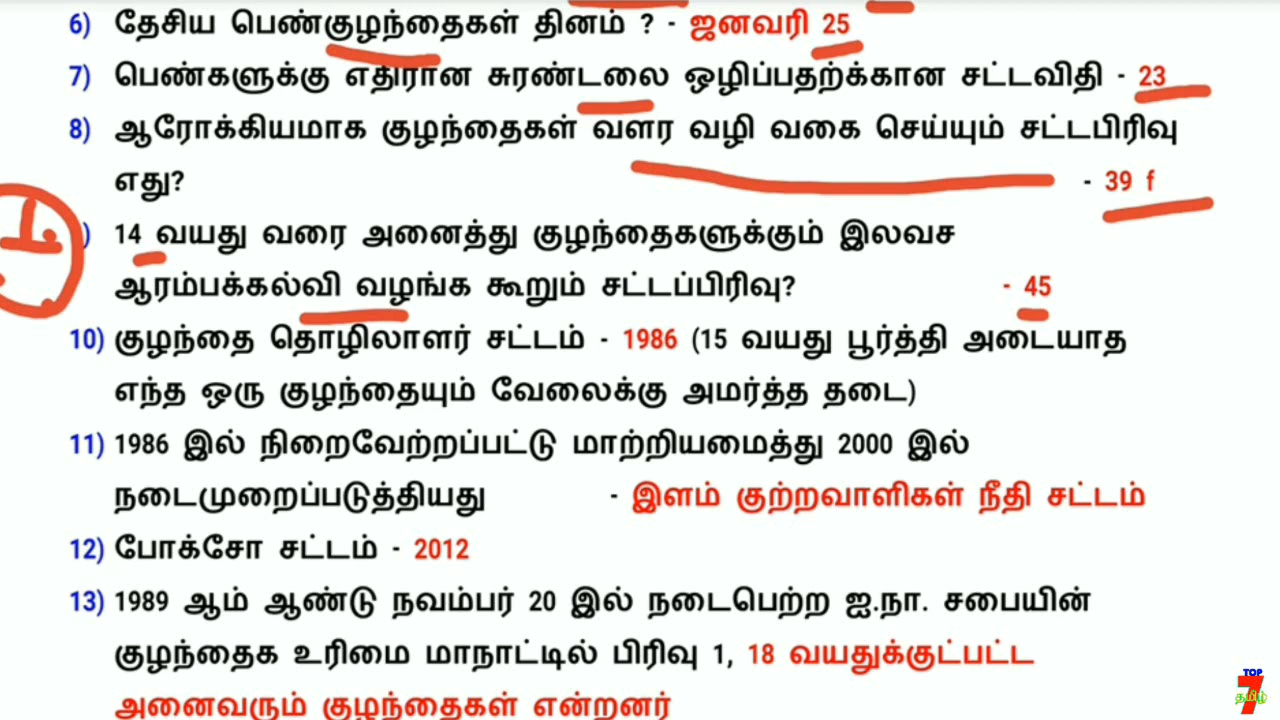 6) தேசிய பெண்குழந்தைகள் தினம் ? - ஜனவரி 25
7) பெண்களுக்கு எதிரான சுரண்டலை ஒழிப்பதற்க்கான சட்டவிதி - 23
8) ஆரோக்கியமாக குழந்தைகள் வளர வழி வகை செய்யும் சட்டபிரிவு
எது? - 39 f
) 14 வயது வரை அனைத்து குழந்தைகளுக்கும் இலவச
ஆரம்பக்கல்வி வழங்க கூறும் சட்டப்பிரிவு? - 45
10) குழந்தை தொழிலாளர் சட்டம் - 1986 (15 வயது பூர்த்தி அடையாத
எந்த ஒரு குழந்தையும் வேலைக்கு அமர்த்த தடை)
11) 1986 இல் நிறைவேற்றப்பட்டு மாற்றியமைத்து 2000 இல்
நடைமுறைப்படுத்தியது - இளம் குற்றவாளிகள் நீதி சட்டம்
12) போக்சோ சட்டம் - 2012
13) 1989 ஆம் ஆண்டு நவம்பர் 20 இல் நடைபெற்ற ஐ.நா. சபையின்
குழந்தைக உரிமை மாநாட்டில் பிரிவு 1, 18 வயதுக்குட்பட்ட
அனைவரும் குழந்தைகள் என்றனர்
TOP
7
தமிழ்